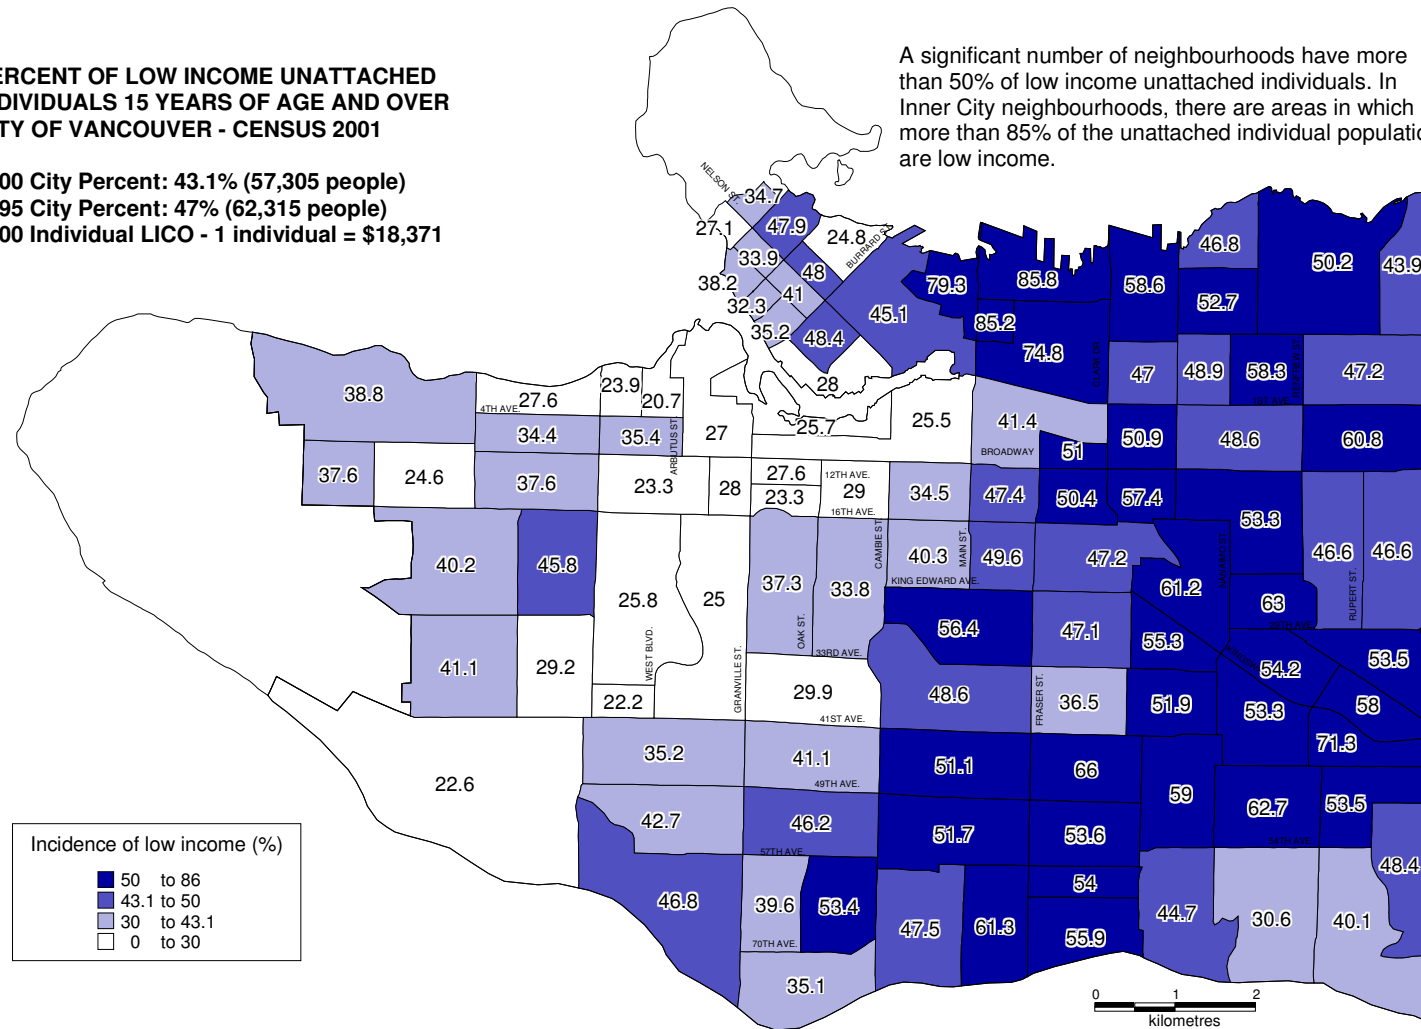 ERCENT OF LOW INCOME UNATTACHED
DIVIDUALS 15 YEARS OF AGE AND OVER
TY OF VANCOUVER - CENSUS 2001
00 City Percent: 43.1% (57,305 people)
95 City Percent: 47% (62,315 people)
00 Individual LICO - 1 individual = $18,371
A significant number of neighbourhoods have more
than 50% of low income unattached individuals. In
Inner City neighbourhoods, there are areas in which
more than 85% of the unattached individual populatio
are low income.
NELSON ST.
34.7
27.1
47.9
24.8
BURRARD ST.
33.9
48
38.2
41
32.3
45.1
35.2
48.4
28
79.3
85.8
85.2
74.8
58.6
46.8
52.7
50.2
43.9
CLARK DR.
47
48.9
58.3
RENFREW ST.
47.2
1ST AVE.
38.8
27.6
4TH AVE.
23.9
20.7
34.4
35.4
ARBUTUS ST.
27
25.7
25.5
41.4
BROADWAY
51
50.9
48.6
60.8
37.6
24.6
37.6
23.3
28
27.6
23.3
12TH AVE.
29
16TH AVE.
34.5
47.4
50.4
57.4
53.3
46.6
46.6
RUPERT ST.
NANAIMO ST.
40.2
45.8
25.8
25
37.3
33.8
CAMBIE ST.
40.3
MAIN ST.
49.6
47.2
61.2
63
29TH AVE.
KING EDWARD AVE.
OAK ST.
33RD AVE.
56.4
47.1
55.3
54.2
53.5
41.1
29.2
WEST BLVD.
22.2
GRANVILLE ST.
29.9
41ST AVE.
48.6
FRASER ST.
36.5
51.9
53.3
58
71.3
22.6
35.2
41.1
49TH AVE.
51.1
66
59
62.7
53.5
54TH AVE.
42.7
46.2
57TH AVE.
51.7
53.6
48.4
46.8
39.6
53.4
70TH AVE.
47.5
61.3
54
55.9
44.7
30.6
40.1
35.1
Incidence of low income (%)
50 to 86
43.1 to 50
30 to 43.1
0 to 30
0 1 2
kilometres